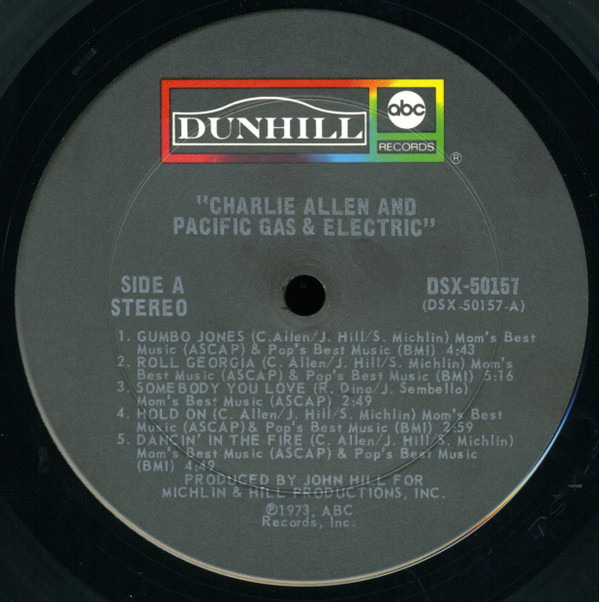 DUNHILL
abc
RECORDS
®
"CHARLIE ALLEN AND
PACIFIC GAS & ELECTRIC"
SIDE A
STEREO
DSX-50157
(DSX-50157-A)
1. GUMBO JONES (C.Allen/J. Hill/S. Michlin) Mom's Best
Music (ASCAP) & Pop's Best Music (BMI) 4:43
2. ROLL GEORGIA (C. Allen/J. Hill/S. Michlin) Mom's
Best Music (ASCAP) & Pop's Best Music (BMI) 5:16
3. SOMEBODY YOU LOVE (R. Dino/J. Sembello)
Mom's Best Music (ASCAP) 2:49
4. HOLD ON (C. Allen/J. Hill/S. Michlin) Mom's Best
Music (ASCAP)& Pop's Best Music (BMI) 2:59
5. DANCIN' IN THE FIRE (C. Allen/J. Hill/S. Michlin)
Mom's Best Music (ASCAP) & Pop's Best Music
(BMI) 4:49
PRODUCED BY JOHN HILL FOR
MICHLIN & HILL PRODUCTIONS, INC.
℗1973, ABC
Records, Inc.